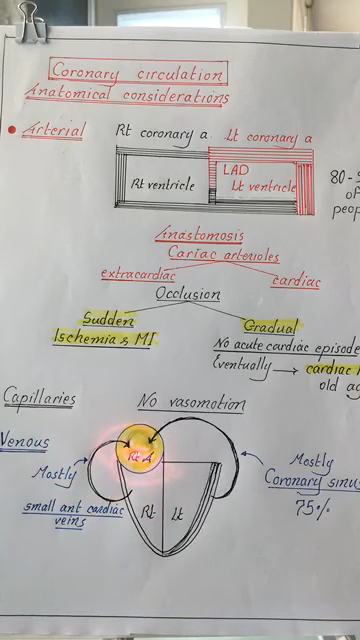 Coronary circulation
Anatomical considerations
Arterial
Rt coronary a. Lt coronary a
LAD
Rt ventricle Lt ventricle
80-
of
peop
Anastomosis
Cariac arterioles
extracardiac cardiac
Occlusion
Sudden Gradual
Ischemia & MI No acute cardiac episode
Eventually → cardiac
old ag
Capillaries No vasomotion
Venous
Rt A
Mostly Mostly
Rt Lt
small ant cardiac Coronary sinus
veins 75%